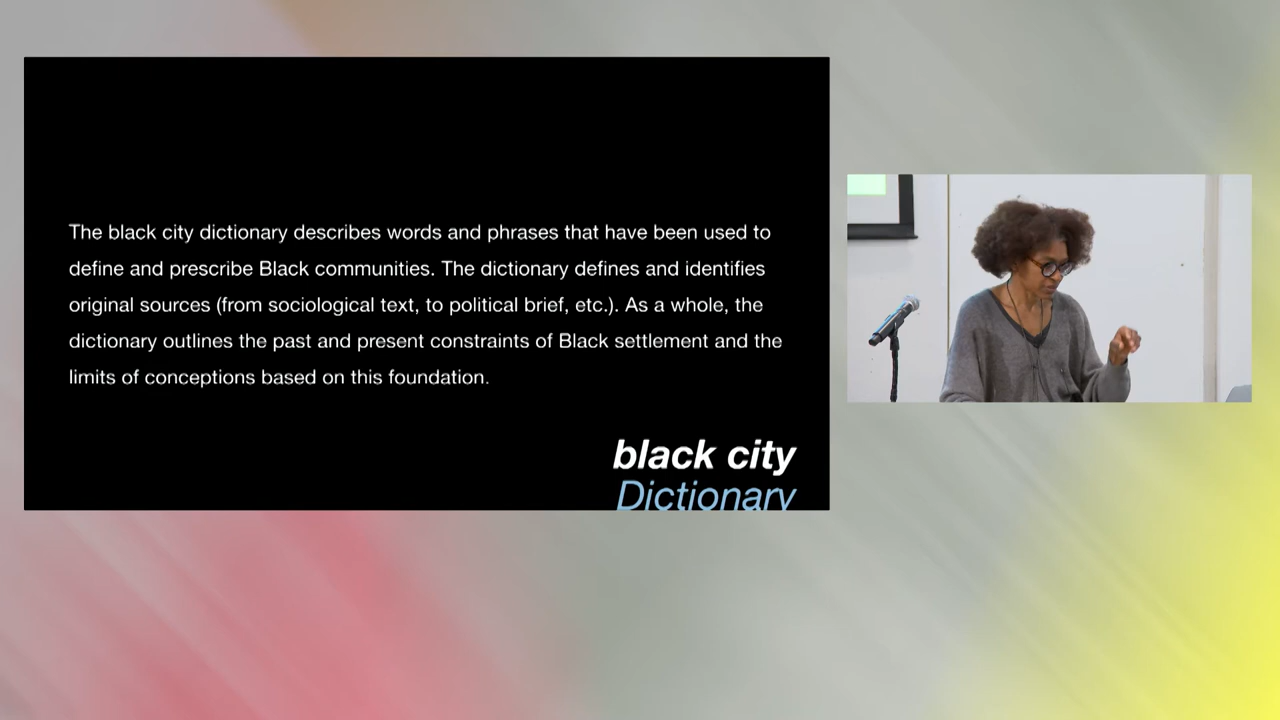 The black city dictionary describes words and phrases that have been used to
define and prescribe Black communities. The dictionary defines and identifies
original sources (from sociological text, to political brief, etc.). As a whole, the
dictionary outlines the past and present constraints of Black settlement and the
limits of conceptions based on this foundation.
black city
Dictionary